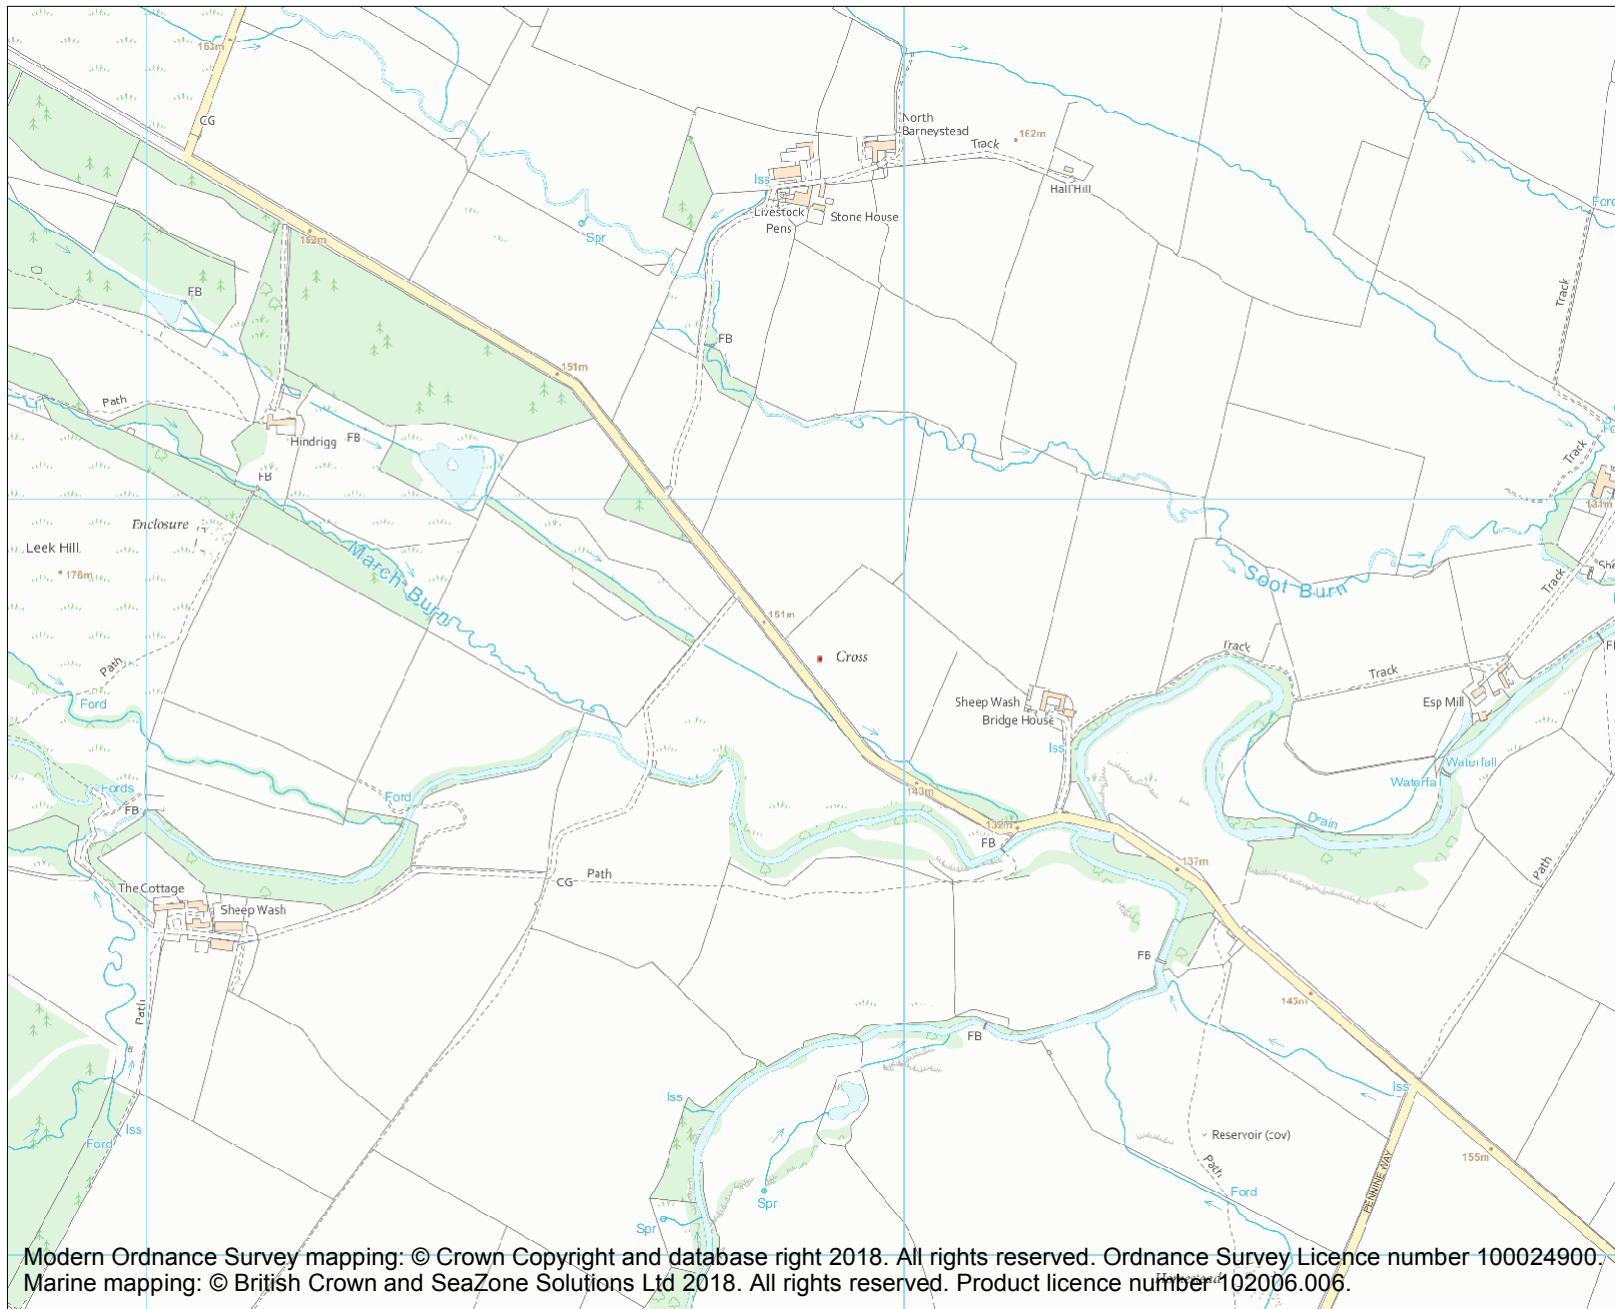 163m
CG
North
Barneystead
162m
Track
Iss
Hall Hill
Livestock
Pens
Stone House
Ford
Spr
152m
FB
Track
FB
151m
Path
Hindrigg
FB
Track
FB
Enclosure
131m
Leek Hill
176m
March Burn
Soot Burn
Track
151m
Cross
Path
Track
Track
Ford
Sheep Wash
Bridge House
Esp Mill
Iss
Waterfall
Fords
Ford
143m
FB
Drain
132m
FB
137m
Path
Path
CG
The Cottage
Sheep Wash
FB
145m
Path
FB
Iss
Iss
Ford
Iss
Reservoir (cov)
Path
155m
PENNINE WAY
Ford
Spr
Spr
Modern Ordnance Survey mapping: © Crown Copyright and database right 2018. All rights reserved. Ordnance Survey Licence number 100024900.
Marine mapping: © British Crown and SeaZone Solutions Ltd 2018. All rights reserved. Product licence number 102006.006.